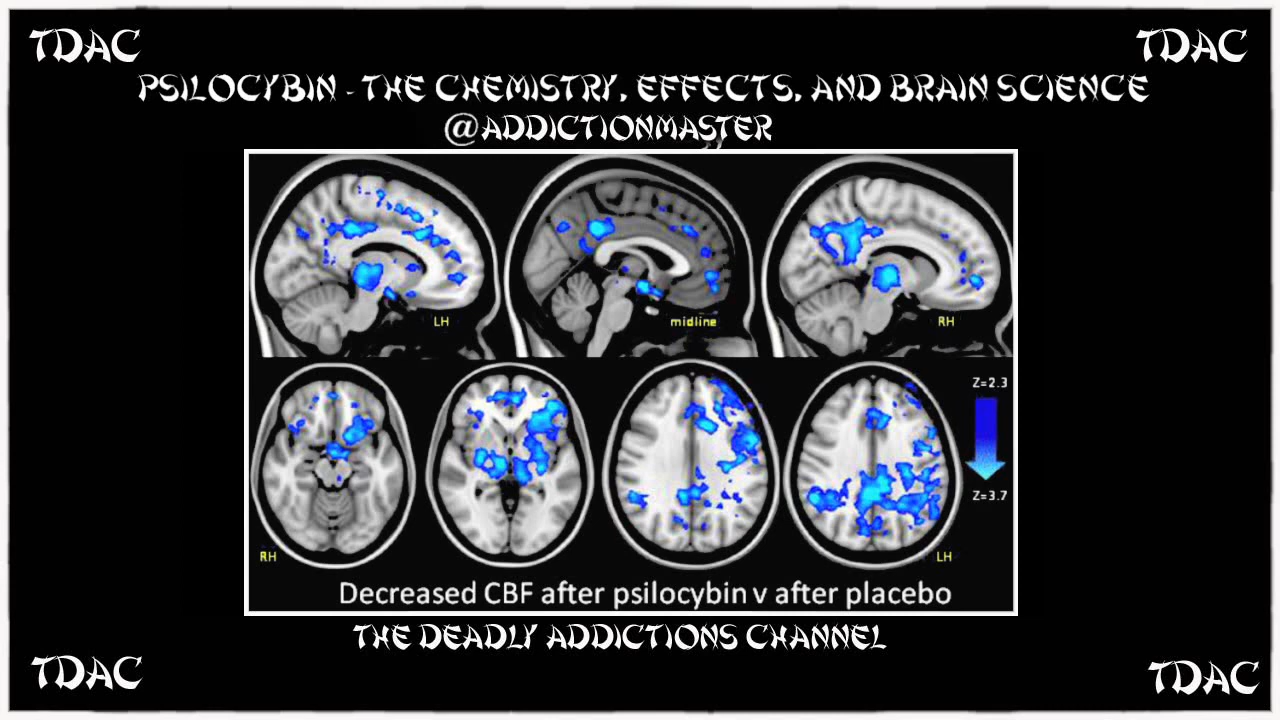 TDAC
TDAC
PSILOCYBIN - THE CHEMISTRY, EFFECTS, AND BRAIN SCIENCE
@ADDICTIONMASTER
LH
midline
RH
Z=2.3
Z=3.7
RH
LH
Decreased CBF after psilocybin v after placebo
THE DEADLY ADDICTIONS CHANNEL
TDAC
TDAC